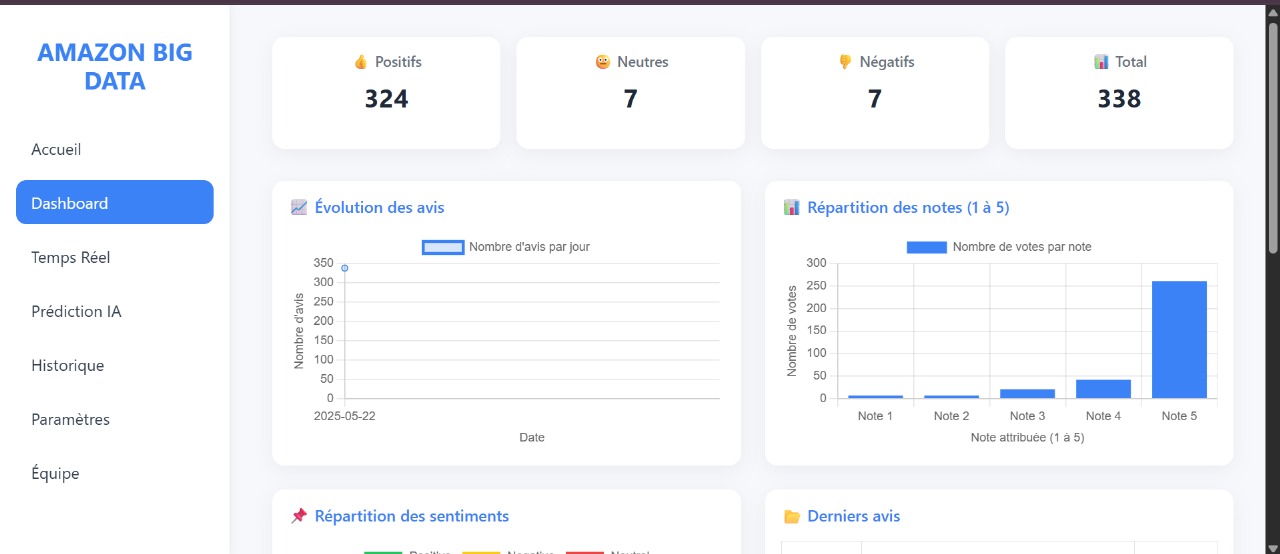 AMAZON BIG
DATA
Accueil
Dashboard
Temps Réel
Prédiction IA
Historique
Paramètres
Équipe
Positifs
324
Neutres
7
Négatifs
7
Total
338
Évolution des avis
Nombre d'avis par jour
350
300
250
200
150
100
50
0
Nombre d'avis
2025-05-22
Date
Répartition des notes (1 à 5)
Nombre de votes par note
300
250
200
150
100
50
0
Nombre de votes
Note 1
Note 2
Note 3
Note 4
Note 5
Note attribuée (1 à 5)
Répartition des sentiments
Positive
Negative
Neutral
Derniers avis